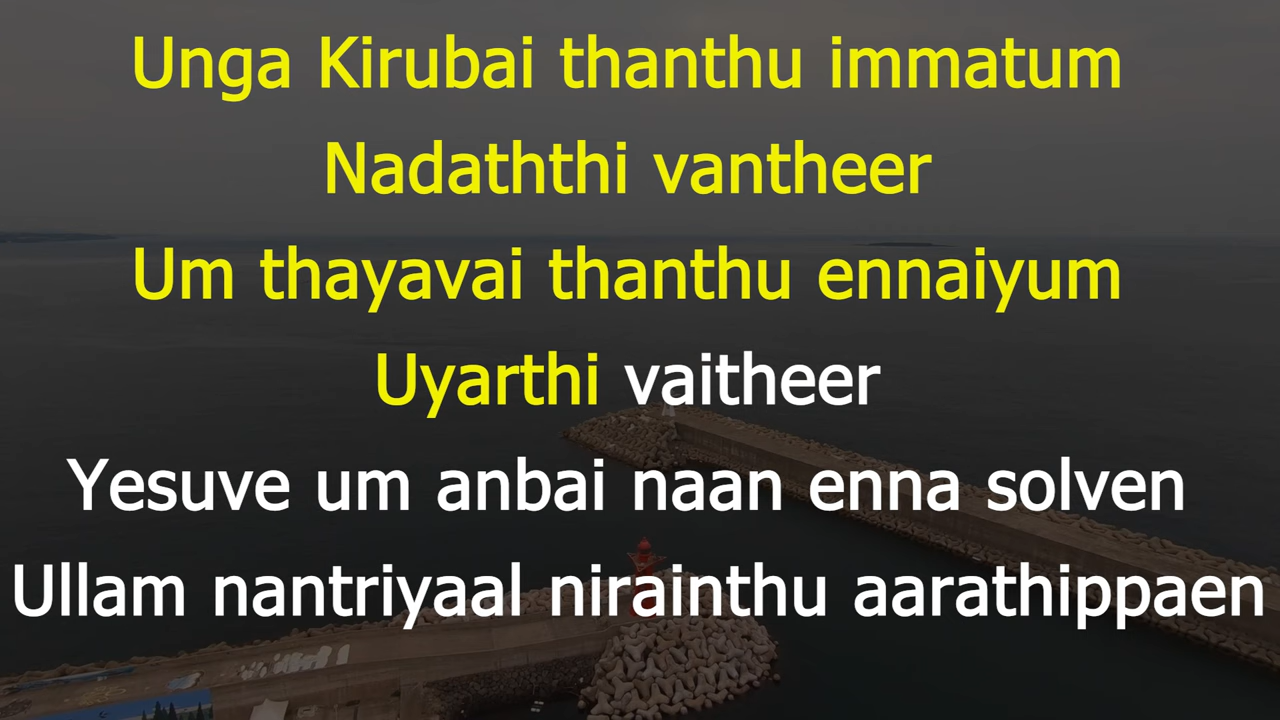 Unga Kirubai thanthu immatum
Nadaththi vantheer
Um thayavai thanthu ennaiyum
Uyarthi vaitheer
Yesuve um anbai naan enna solven
Ullam nantriyaal nirainthu aarathippaen